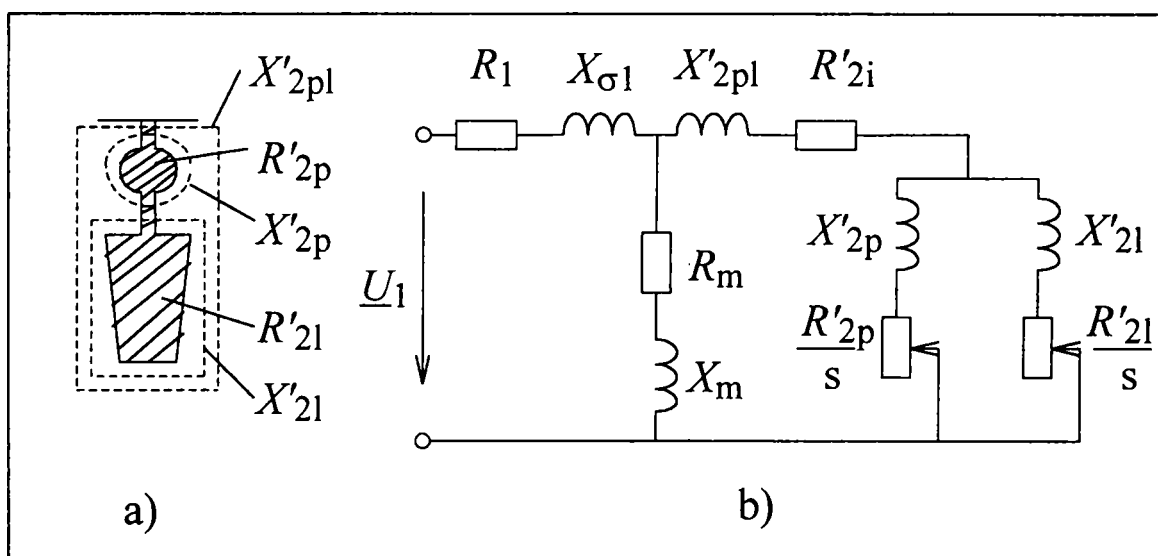 X'2pl
R'2p
X'2p
R'2l
X'2l
a)
R1 Xσ1 X'2pl R'2i
U1
Rm
Xm
X'2p X'2l
R'2p
s
R'2l
s
b)